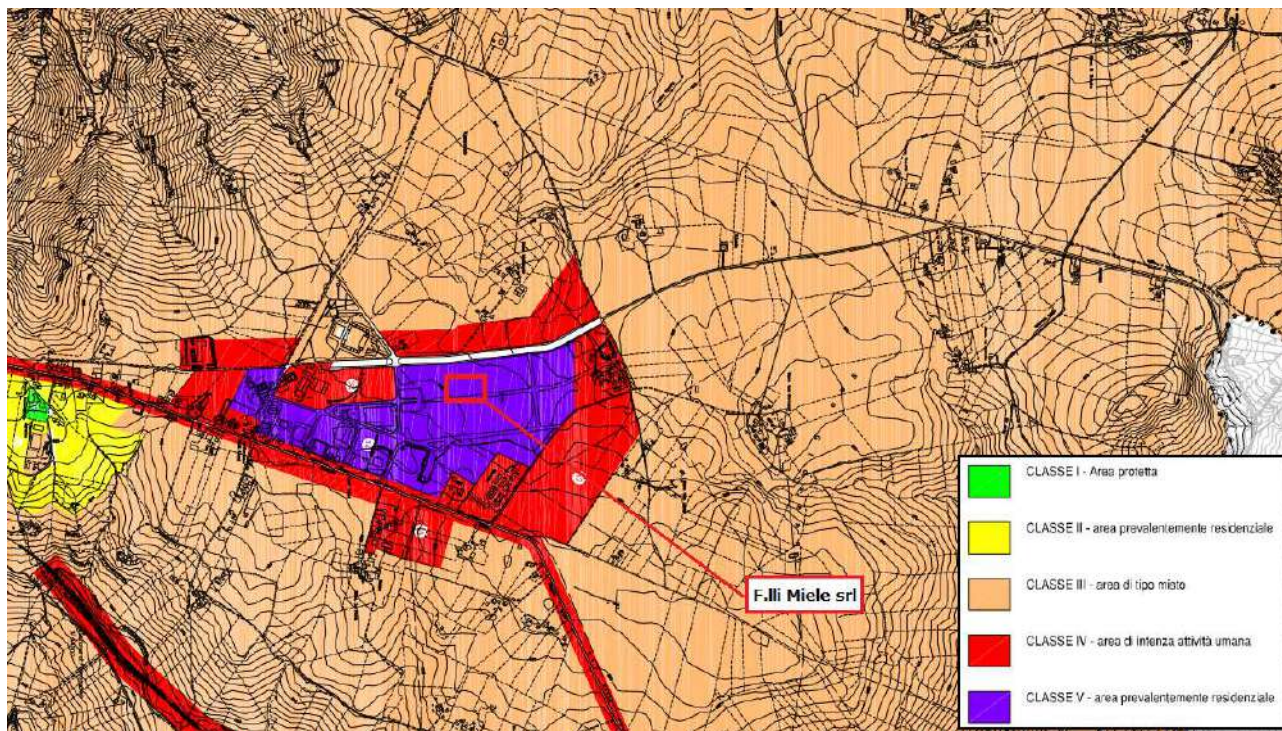 F.lli Miele srl
CLASSE I - Area protetta
CLASSE II - area prevalentemente residenziale
CLASSE III - area di tipo misto
CLASSE IV - area di intenza attività umana
CLASSE V - area prevalentemente residenziale